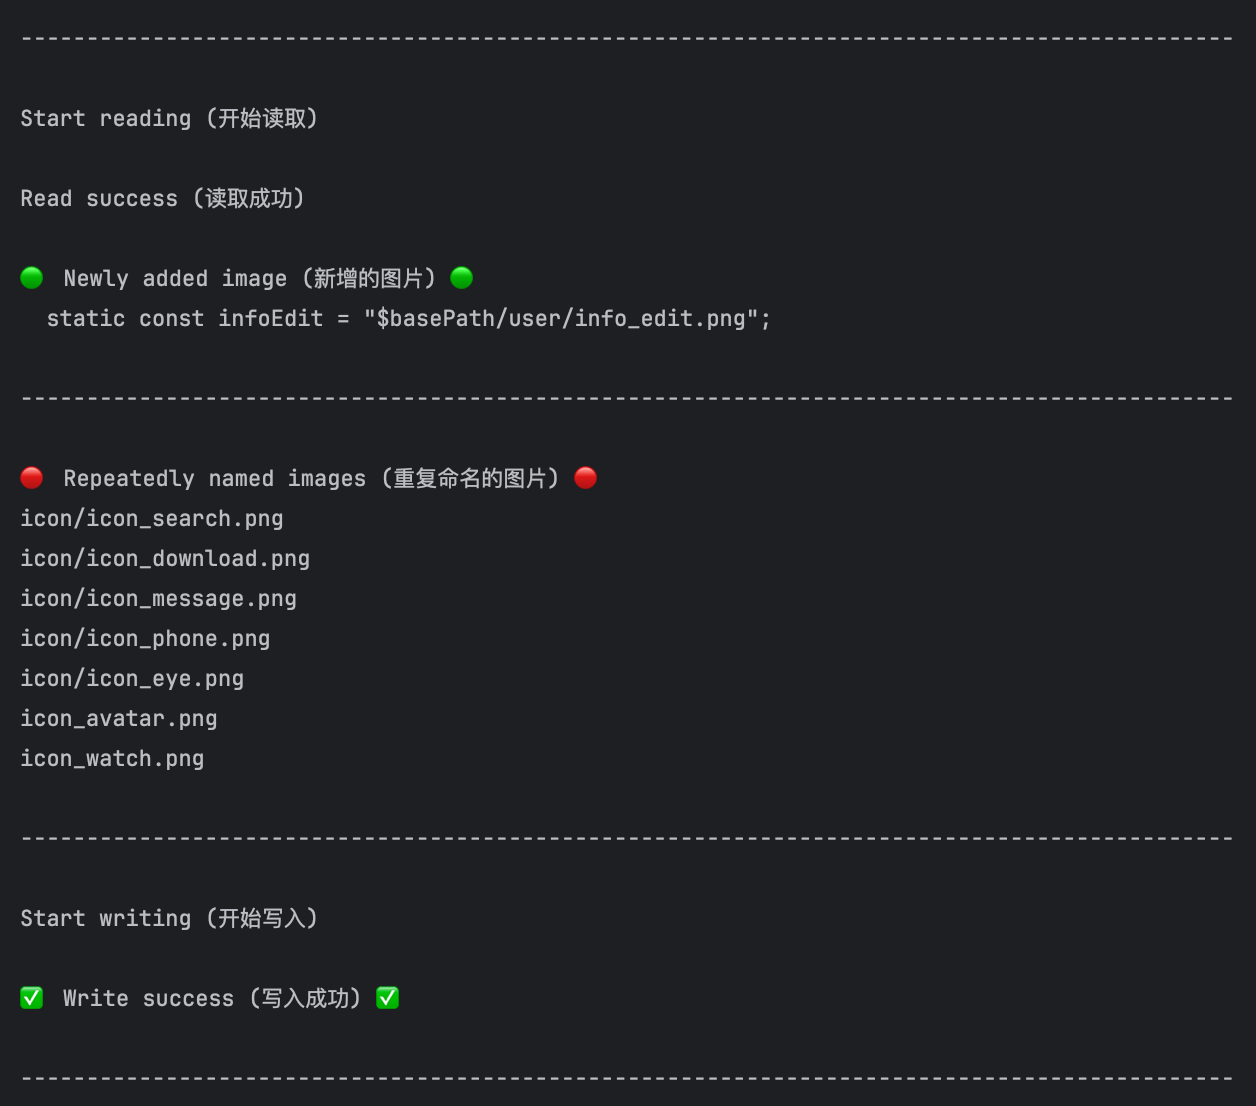 --------------------------------------------------------------------------------------------
Start reading (开始读取)
Read success (读取成功)
🟢 Newly added image (新增的图片) 🟢
static const infoEdit = "$basePath/user/info_edit.png";
--------------------------------------------------------------------------------------------
🔴 Repeatedly named images (重复命名的图片) 🔴
icon/icon_search.png
icon/icon_download.png
icon/icon_message.png
icon/icon_phone.png
icon/icon_eye.png
icon_avatar.png
icon_watch.png
--------------------------------------------------------------------------------------------
Start writing (开始写入)
✅ Write success (写入成功) ✅
--------------------------------------------------------------------------------------------